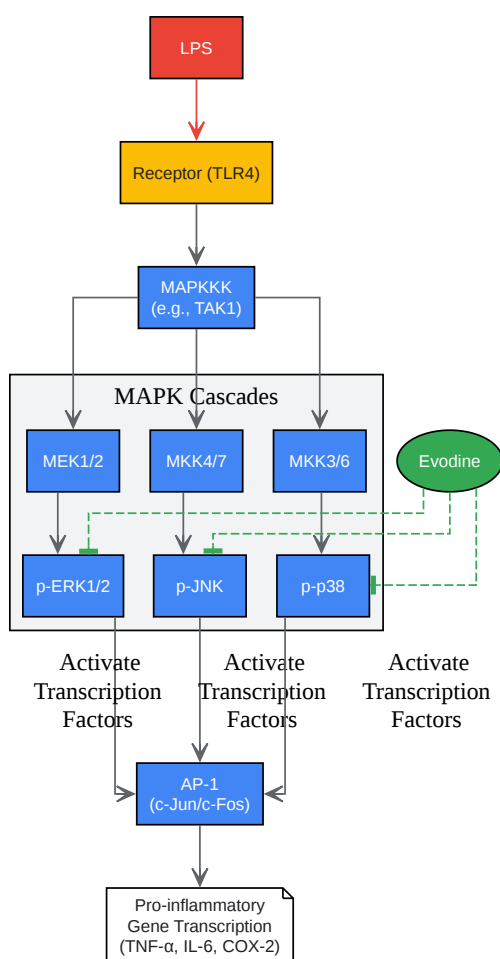 LPS
Receptor (TLR4)
MAPKKK
(e.g., TAK1)
MAPK Cascades
MEK1/2
MKK4/7
MKK3/6
Evodine
p-ERK1/2
p-JNK
p-p38
Activate
Transcription
Factors
Activate
Transcription
Factors
Activate
Transcription
Factors
AP-1
(c-Jun/c-Fos)
Pro-inflammatory
Gene Transcription
(TNF-α, IL-6, COX-2)